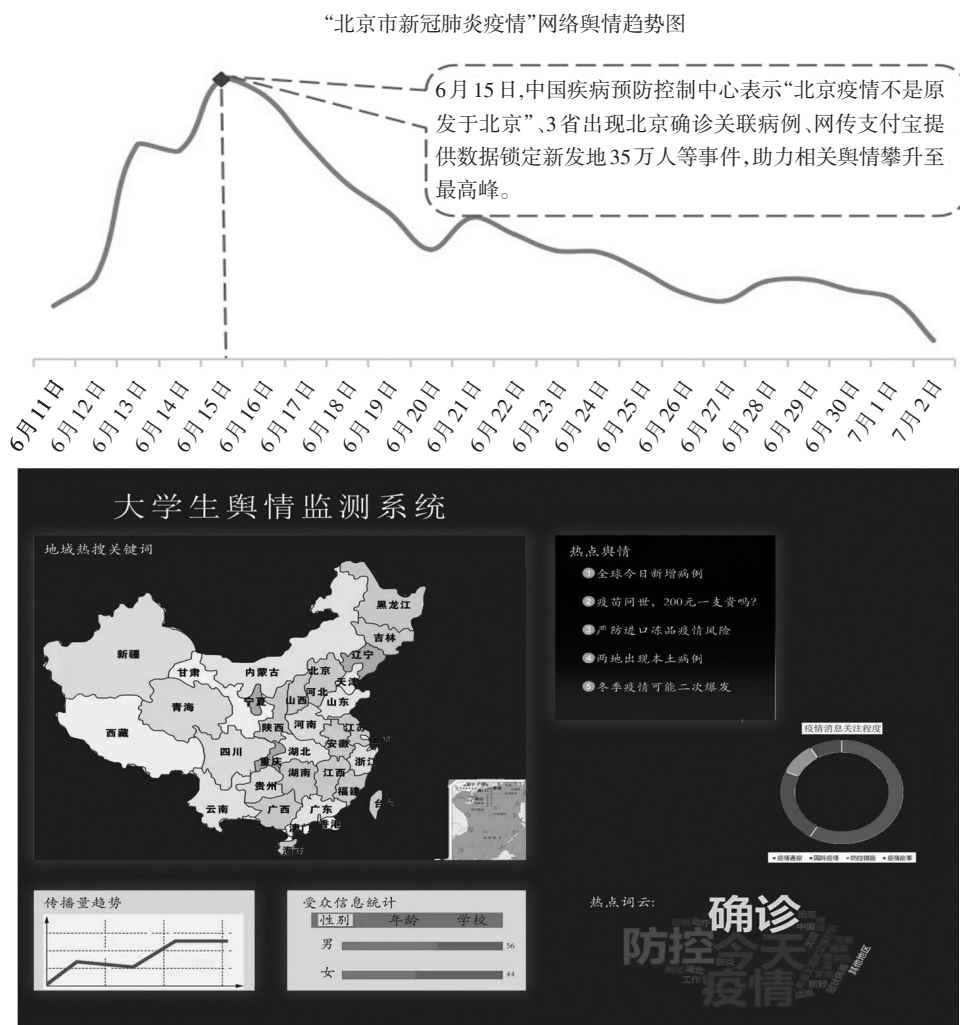 “北京市新冠肺炎疫情”网络舆情趋势图
6月15日,中国疾病预防控制中心表示“北京疫情不是原
发于北京”、3省出现北京确诊关联病例、网传支付宝提
供数据锁定新发地35万人等事件,助力相关舆情攀升至
最高峰。
6月11日
6月12日
6月13日
6月14日
6月15日
6月16日
6月17日
6月18日
6月19日
6月20日
6月21日
6月22日
6月23日
6月24日
6月25日
6月26日
6月27日
6月28日
6月29日
6月30日
7月1日
7月2日
大学生舆情监测系统
地域热搜关键词
黑龙江
吉林
辽宁
新疆
甘肃
内蒙古
北京
天津
河北
宁夏
山西
山东
青海
陕西
河南
江苏
西藏
四川
重庆
湖北
安徽
浙江
湖南
江西
贵州
福建
云南
广西
广东
热点舆情
1 全球今日新增病例
2 疫苗问世，200元一支贵吗?
3 严防进口冻品疫情风险
4 两地出现本土病例
5 冬季疫情可能二次爆发
疫情消息关注程度
疫情通报 国际疫情 防控措施 疫情故事
传播量趋势
受众信息统计
性别 年龄 学校
男 56
女 44
热点词云:
确诊
防控
今天
疫情
中国
湖北
工作
其他地区